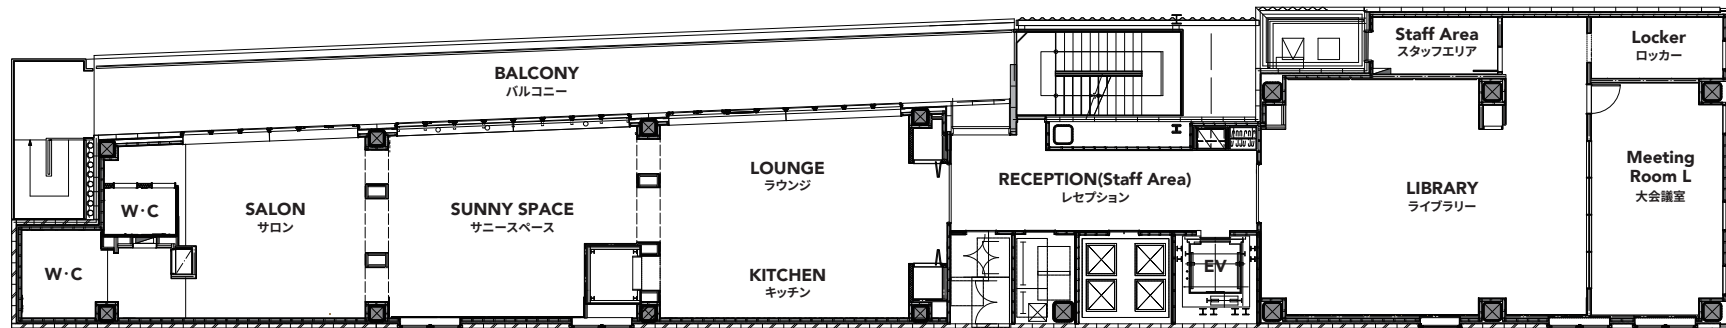 BALCONY
バルコニー
Staff Area
スタッフエリア
Locker
ロッカー
W·C
SALON
サロン
SUNNY SPACE
サニースペース
LOUNGE
ラウンジ
RECEPTION(Staff Area)
レセプション
LIBRARY
ライブラリー
Meeting
Room L
大会議室
W·C
KITCHEN
キッチン
EV